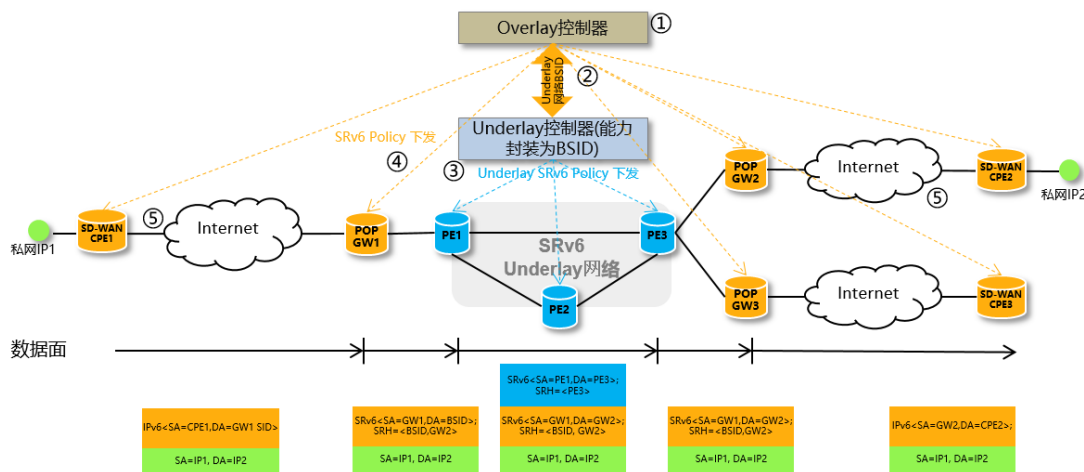 Overlay控制器
①
Underlay
网络BSID
②
Underlay控制器(能力
封装为BSID)
SRv6 Policy 下发
④
③
Underlay SRv6 Policy 下发
POP
GW2
Internet
SD-WAN
CPE2
私网IP2
⑤
私网IP1
SD-WAN
CPE1
⑤
Internet
POP
GW1
PE1
PE3
SRv6
Underlay网络
PE2
POP
GW3
Internet
SD-WAN
CPE3
数据面
SRv6<SA=PE1,DA=PE3>;
SRH=<PE3>
IPv6<SA=CPE1,DA=GW1 SID>
SA=IP1, DA=IP2
SRv6<SA=GW1,DA=BSID>;
SRH=<BSID,GW2>
SA=IP1, DA=IP2
SRv6<SA=GW1,DA=GW2>;
SRH=<BSID, GW2>
SA=IP1, DA=IP2
SRv6<SA=GW1,DA=GW2>;
SRH=<BSID,GW2>
SA=IP1, DA=IP2
IPv6<SA=GW2,DA=CPE2>;
SA=IP1, DA=IP2